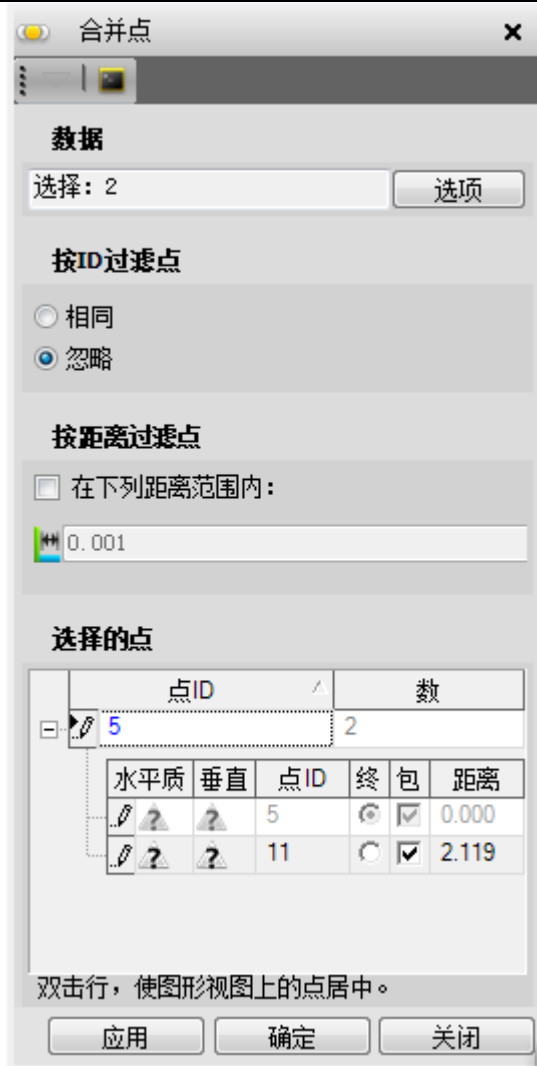 合并点
数据
选择: 2
选项
按ID过滤点
相同
忽略
按距离过滤点
在下列距离范围内:
0.001
选择的点
点ID 数
5 2
水平质 垂直 点ID 终 包 距离
5 0.000
11 2.119
双击行，使图形视图上的点居中。
应用 确定 关闭